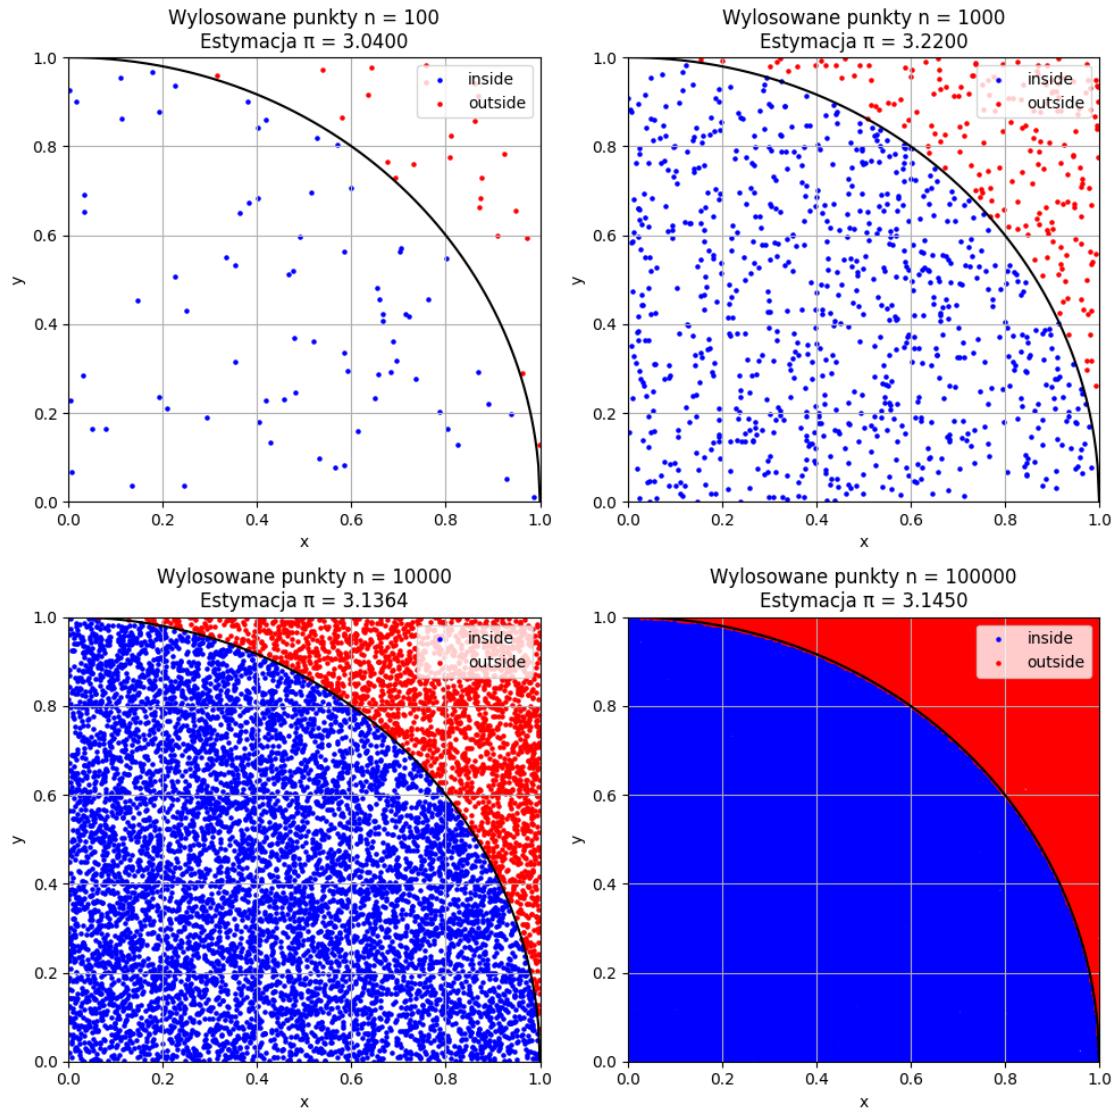 Wylosowane punkty n = 100
Estymacja π = 3.0400
inside
outside
1.0
0.8
0.6
0.4
0.2
0.0
y
0.0 0.2 0.4 0.6 0.8 1.0
x
Wylosowane punkty n = 1000
Estymacja π = 3.2200
inside
outside
1.0
0.8
0.6
0.4
0.2
0.0
y
0.0 0.2 0.4 0.6 0.8 1.0
x
Wylosowane punkty n = 10000
Estymacja π = 3.1364
inside
outside
1.0
0.8
0.6
0.4
0.2
0.0
y
0.0 0.2 0.4 0.6 0.8 1.0
x
Wylosowane punkty n = 100000
Estymacja π = 3.1450
inside
outside
1.0
0.8
0.6
0.4
0.2
0.0
y
0.0 0.2 0.4 0.6 0.8 1.0
x